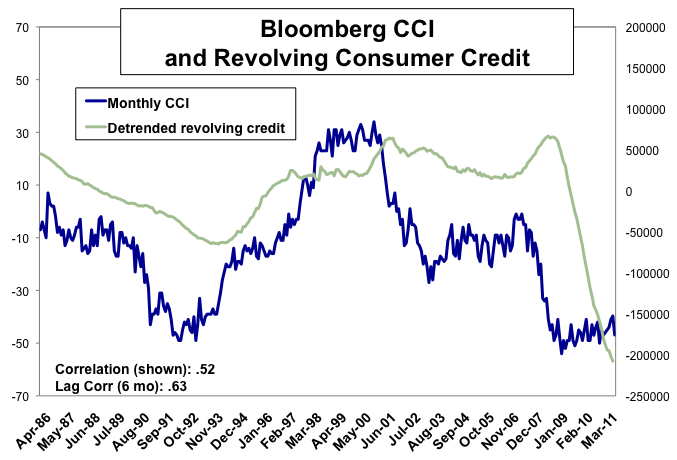 Bloomberg CCI
and Revolving Consumer Credit
Monthly CCI
Detrended revolving credit
70
50
30
10
-10
-30
-50
-70
200000
150000
100000
50000
0
-50000
-100000
-150000
-200000
-250000
Correlation (shown): .52
Lag Corr (6 mo): .63
Apr-86
May-87
Jun-88
Jul-89
Aug-90
Sep-91
Oct-92
Nov-93
Dec-94
Jan-96
Feb-97
Mar-98
Apr-99
May-00
Jun-01
Jul-02
Aug-03
Sep-04
Oct-05
Nov-06
Dec-07
Jan-09
Feb-10
Mar-11